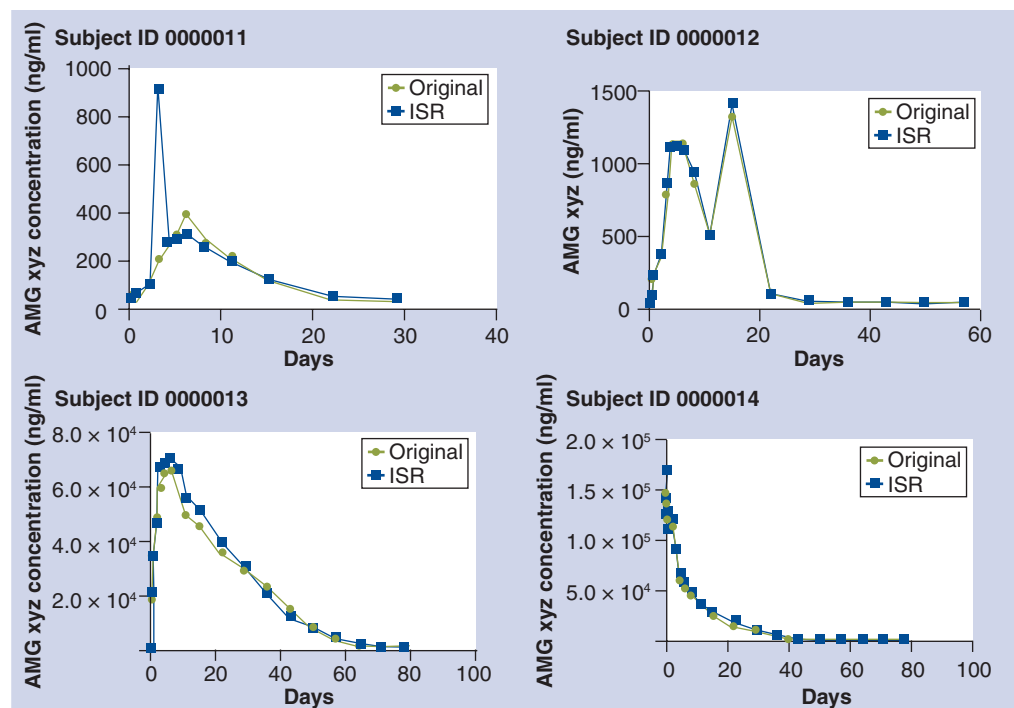 Subject ID 0000011
AMG xyz concentration (ng/ml)
1000
800
600
400
200
0
Original
ISR
0 10 20 30 40
Days
Subject ID 0000012
AMG xyz (ng/ml)
1500
1000
500
0
Original
ISR
0 20 40 60
Days
Subject ID 0000013
AMG xyz concentration (ng/ml)
8.0 × 10⁴
6.0 × 10⁴
4.0 × 10⁴
2.0 × 10⁴
Original
ISR
0 20 40 60 80 100
Days
Subject ID 0000014
AMG xyz concentration (ng/ml)
2.0 × 10⁵
1.5 × 10⁵
1.0 × 10⁵
5.0 × 10⁴
Original
ISR
0 20 40 60 80 100
Days